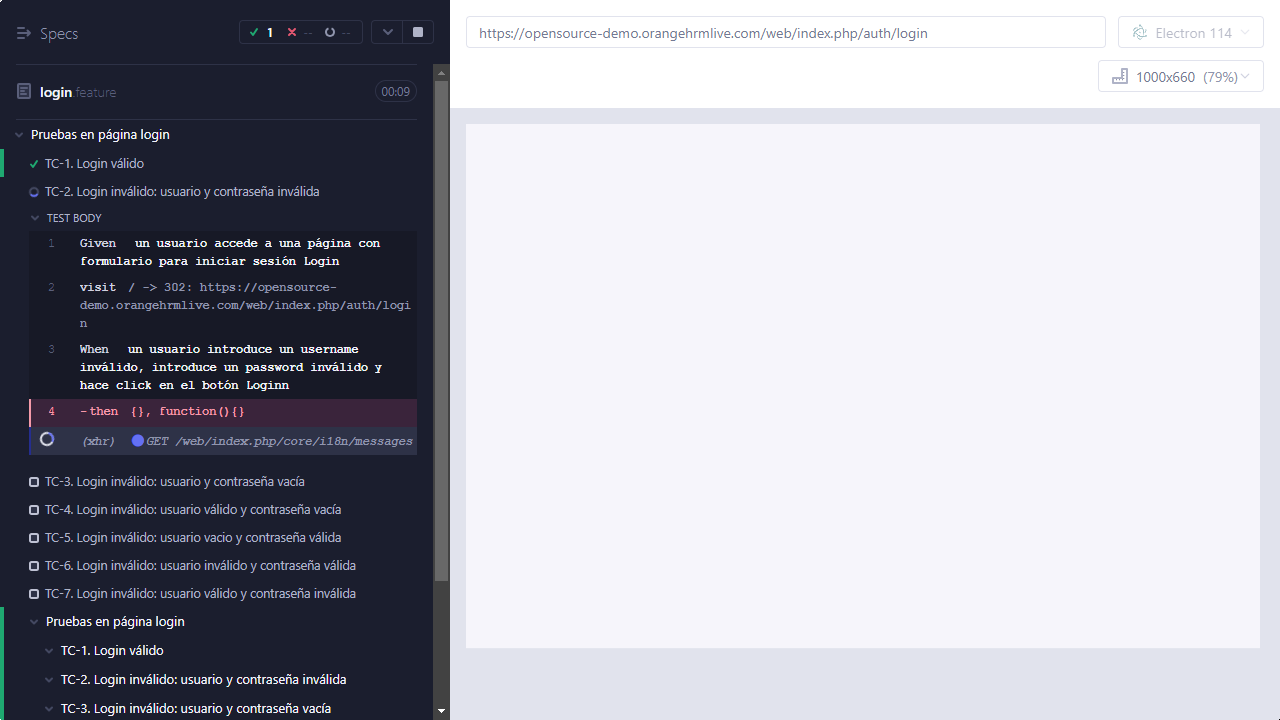 Specs
1
--
--
https://opensource-demo.orangehrmlive.com/web/index.php/auth/login
Electron 114
1000x660 (79%)
login.feature
00:09
Pruebas en página login
TC-1. Login válido
TC-2. Login inválido: usuario y contraseña inválida
TEST BODY
1 Given un usuario accede a una página con
formulario para iniciar sesión Login
2 visit / -> 302: https://opensource-
demo.orangehrmlive.com/web/index.php/auth/logi
n
3 When un usuario introduce un username
inválido, introduce un password inválido y
hace click en el botón Loginn
4 -then {}, function(){}
(xhr) GET /web/index.php/core/i18n/messages
TC-3. Login inválido: usuario y contraseña vacía
TC-4. Login inválido: usuario válido y contraseña vacía
TC-5. Login inválido: usuario vacio y contraseña válida
TC-6. Login inválido: usuario inválido y contraseña válida
TC-7. Login inválido: usuario válido y contraseña inválida
Pruebas en página login
TC-1. Login válido
TC-2. Login inválido: usuario y contraseña inválida
TC-3. Login inválido: usuario y contraseña vacía